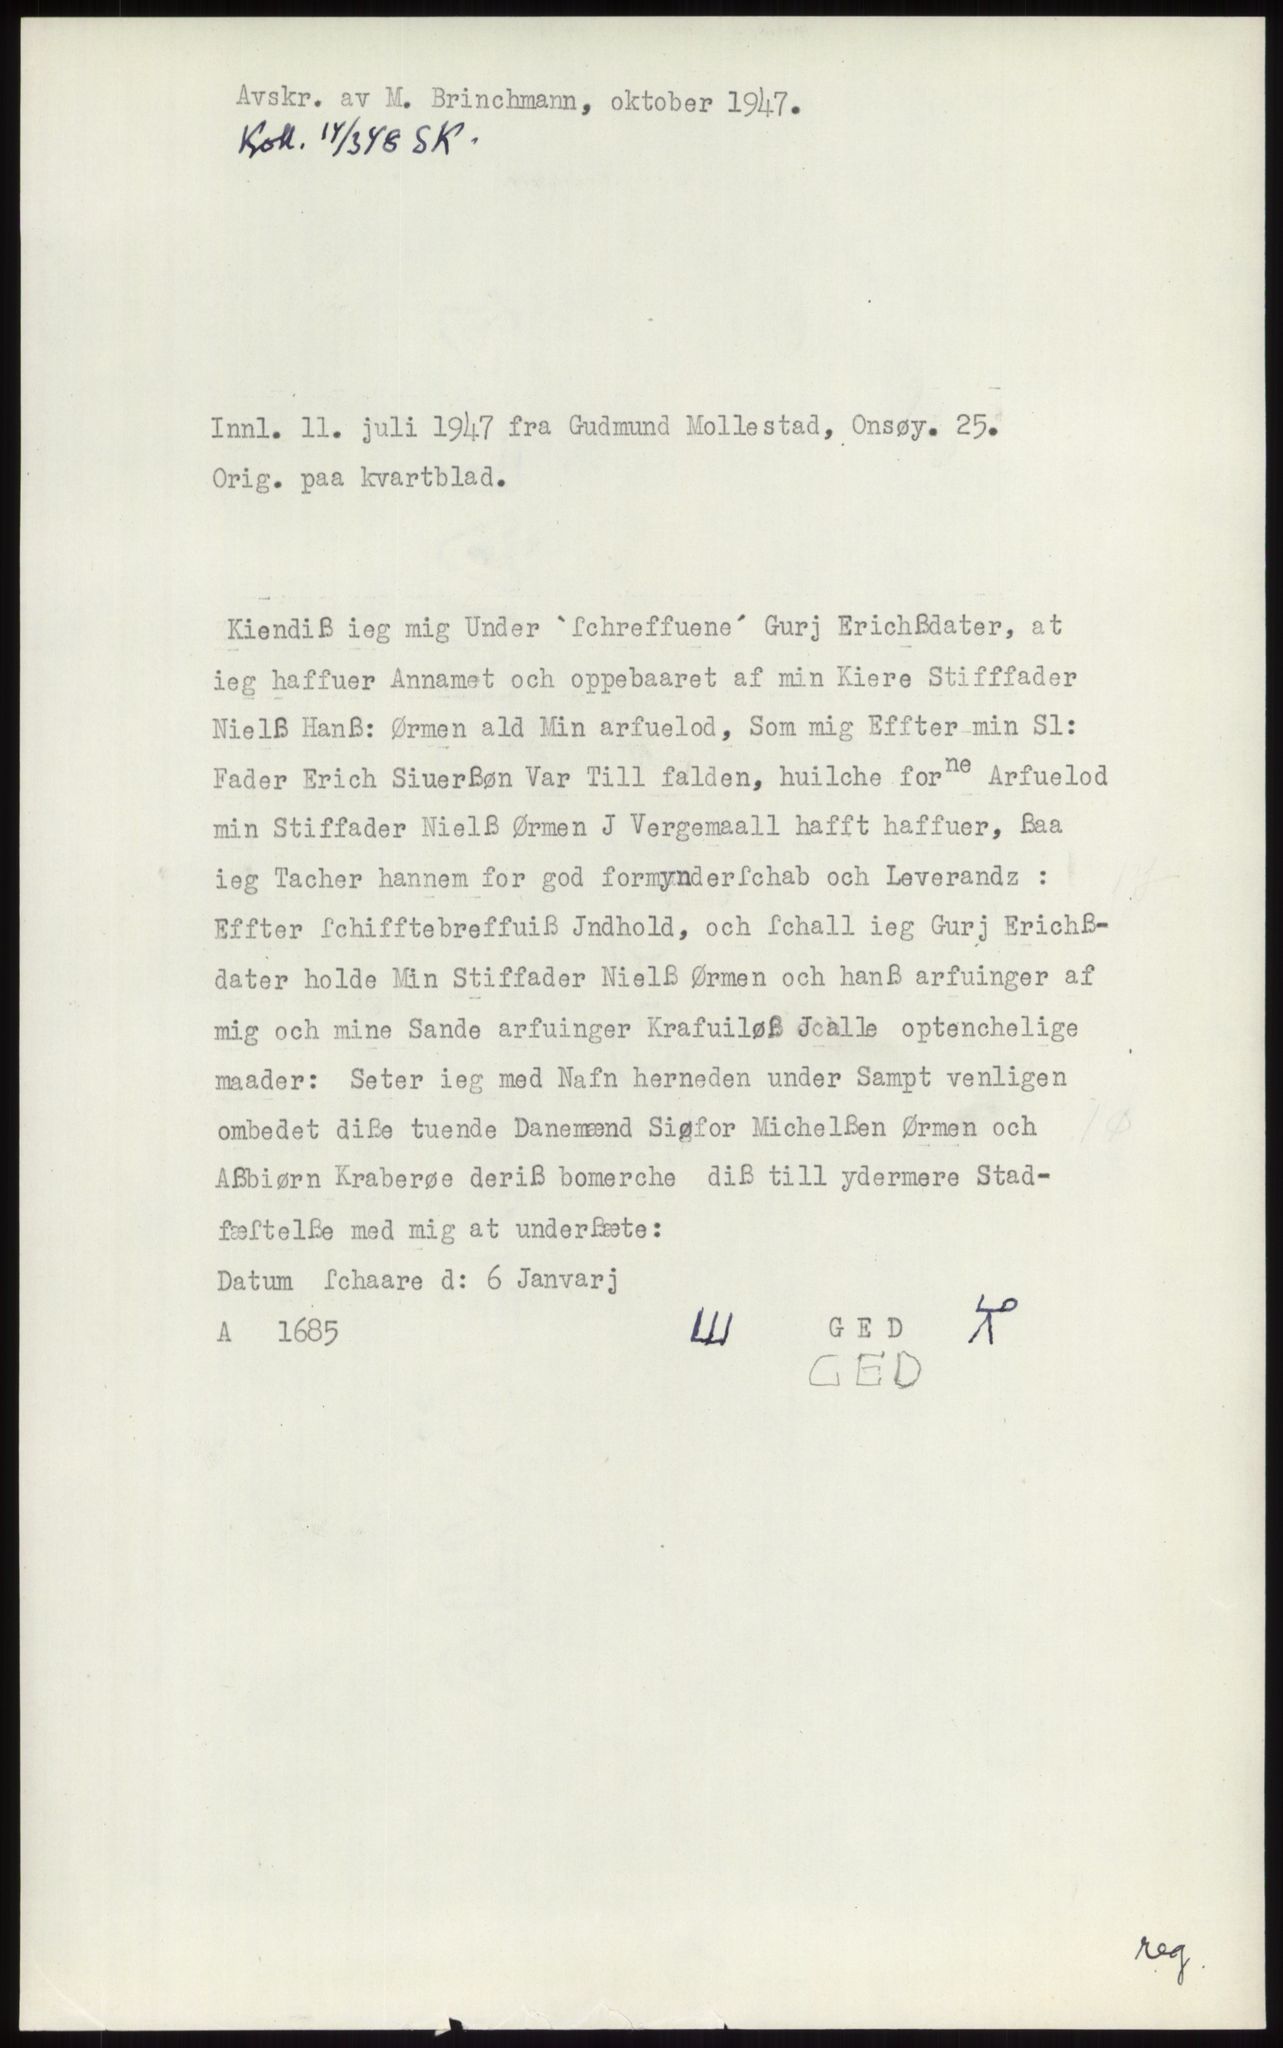 Avskr. av M. Brinchmann, oktober 1947.
Koll. 14/3 48 SK.
Innl. 11. juli 1947 fra Gudmund Mollestad, Onsøy. 25.
Orig. paa kvartblad.
Kiendiß ieg mig Under `ſchreffuene´ Gurj Erichßdater, at
ieg haffuer Annamet och oppebaaret af min Kiere Stifffader
Nielß Hanß: Ørmen ald Min arfuelod, Som mig Effter min Sl:
Fader Erich Siuerßøn Var Till falden, huilche forne Arfuelod
min Stiffader Nielß Ørmen J Vergemaall hafft haffuer, ßaa
ieg Tacher hannem for god formynderſchab och Leverandz :
Effter ſchifftebreffuiß Jndhold, och ſchall ieg Gurj Erichß-
dater holde Min Stiffader Nielß Ørmen och hanß arfuinger af
mig och mine Sande arfuinger Krafuiløß Jcalle optenchelige
maader: Seter ieg med Nafn herneden under Sampt venligen
ombedet diße tuende Danemænd Sigfor Michelßen Ørmen och
Aßbiørn Kraberøe deriß bomerche diß till ydermere Stad-
fæſtelße med mig at underßæte:
Datum ſchaare d: 6 Janvarj
A 1685 G E D
GED
reg.